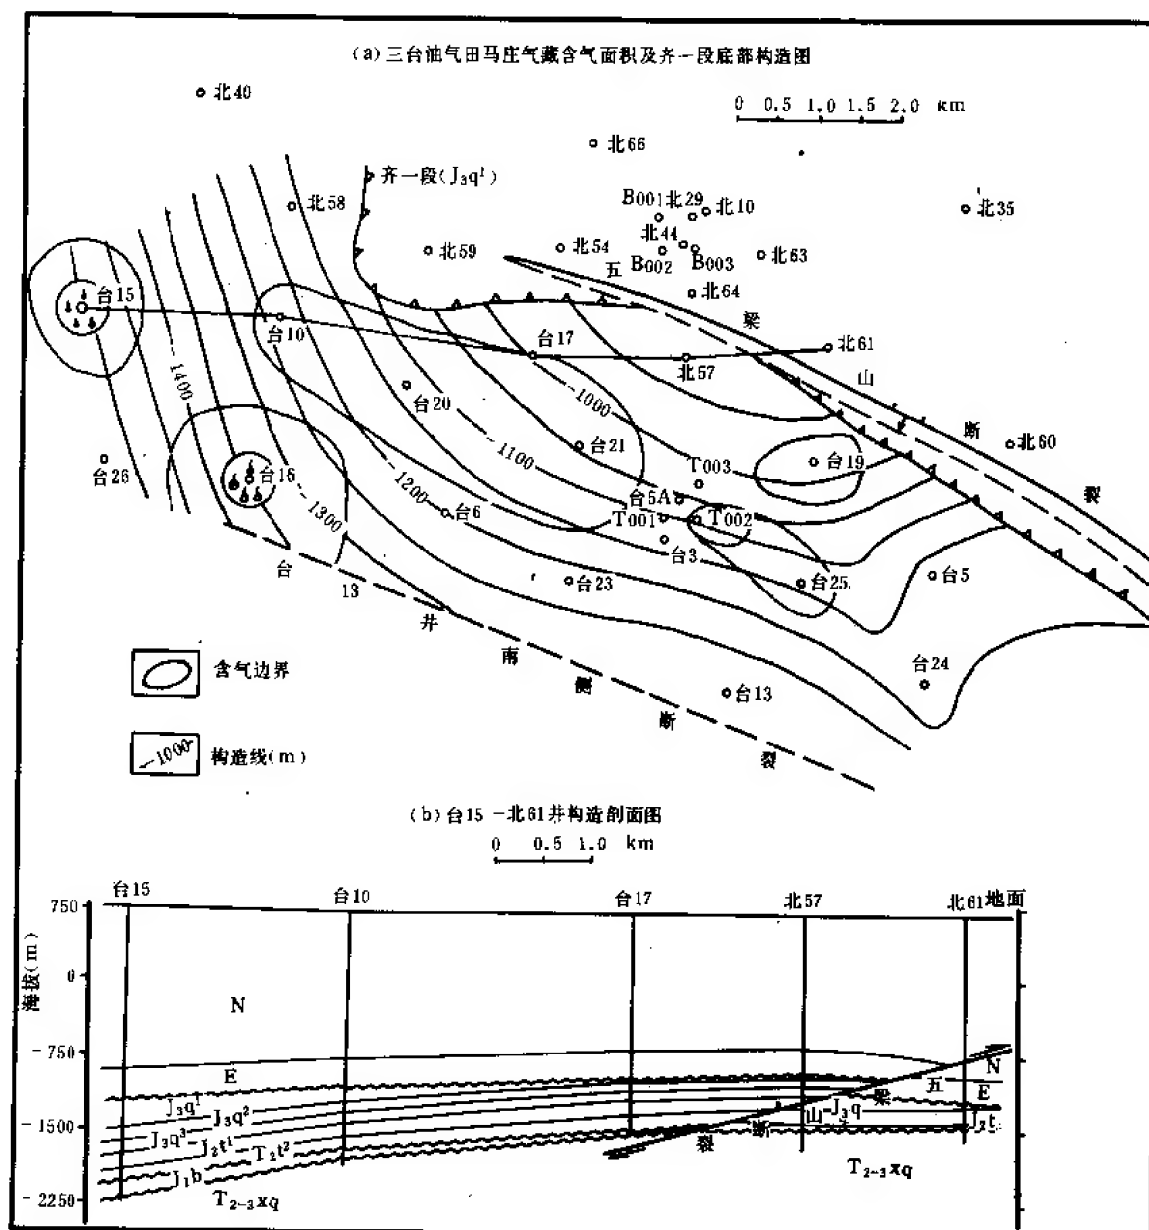 (a)三台油气田马庄气藏含气面积及齐一段底部构造图
北40
0 0.5 1.0 1.5 2.0 km
北66
齐一段(J₃q¹)
北58
B001 北29 北10
北35
北44
北59
北54
五 B002 B003 北63
北64
台15
梁
台10
台17
北61
北57
山
-1400
-1000
台20
断
北60
台21
-1100
T003
台19
台26
台16
-1200
台5A
裂
台6
T001 T002
-1300
台3
台
13
台23
台25
台5
井
南
台24
含气边界
侧
台13
断
-1000 构造线(m)
裂
(b)台15-北61井构造剖面图
0 0.5 1.0 km
台15 台10 台17 北57 北61 地面
750
海拔(m)
0
N
-750
N
E
五
E
J₃q¹
J₃q²
梁
J₃q
山
J₃q³
J₂t¹
断
J₂t
-1500
T₂t²
裂
J₁b
T₂₋₃xq
T₂₋₃xq
-2250